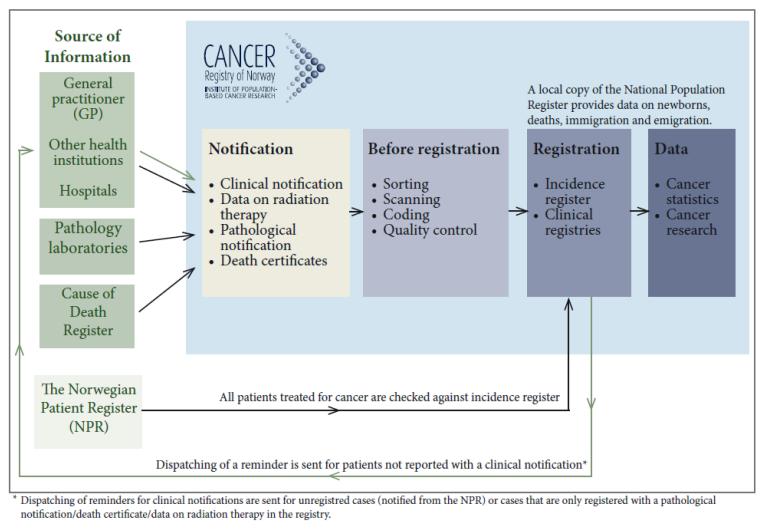 Source of
Information
General
practitioner
(GP)
Other health
institutions
Hospitals
Pathology
laboratories
Cause of
Death
Register
The Norwegian
Patient Register
(NPR)
CANCER
Registry of Norway
INSTITUTE OF POPULATION-
BASED CANCER RESEARCH
Notification
• Clinical notification
• Data on radiation
therapy
• Pathological
notification
• Death certificates
Before registration
• Sorting
• Scanning
• Coding
• Quality control
A local copy of the National Population
Register provides data on newborns,
deaths, immigration and emigration.
Registration
• Incidence
register
• Clinical
registries
Data
• Cancer
statistics
• Cancer
research
All patients treated for cancer are checked against incidence register
Dispatching of a reminder is sent for patients not reported with a clinical notification*
* Dispatching of reminders for clinical notifications are sent for unregistred cases (notified from the NPR) or cases that are only registered with a pathological
notification/death certificate/data on radiation therapy in the registry.